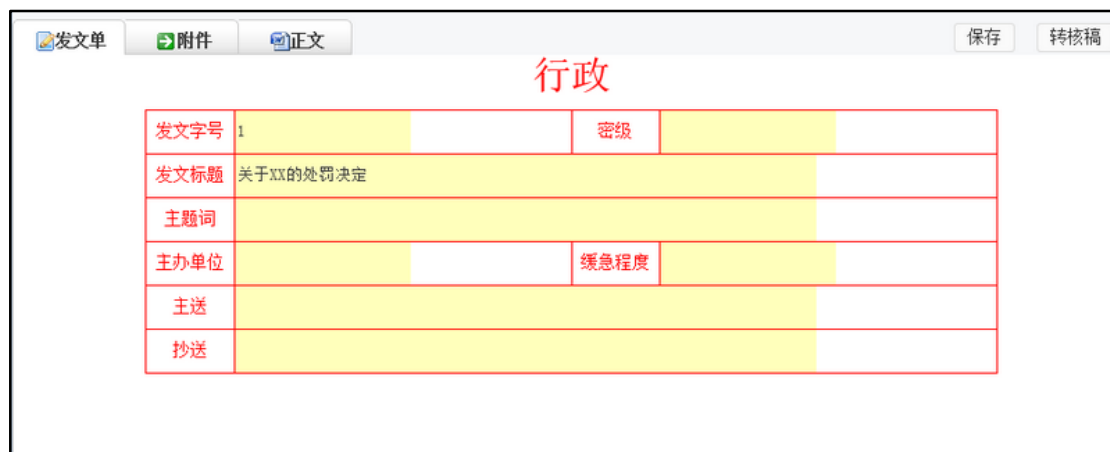 发文单 附件 正文 保存 转核稿
行政
发文字号 1 密级
发文标题 关于XX的处罚决定
主题词
主办单位 缓急程度
主送
抄送